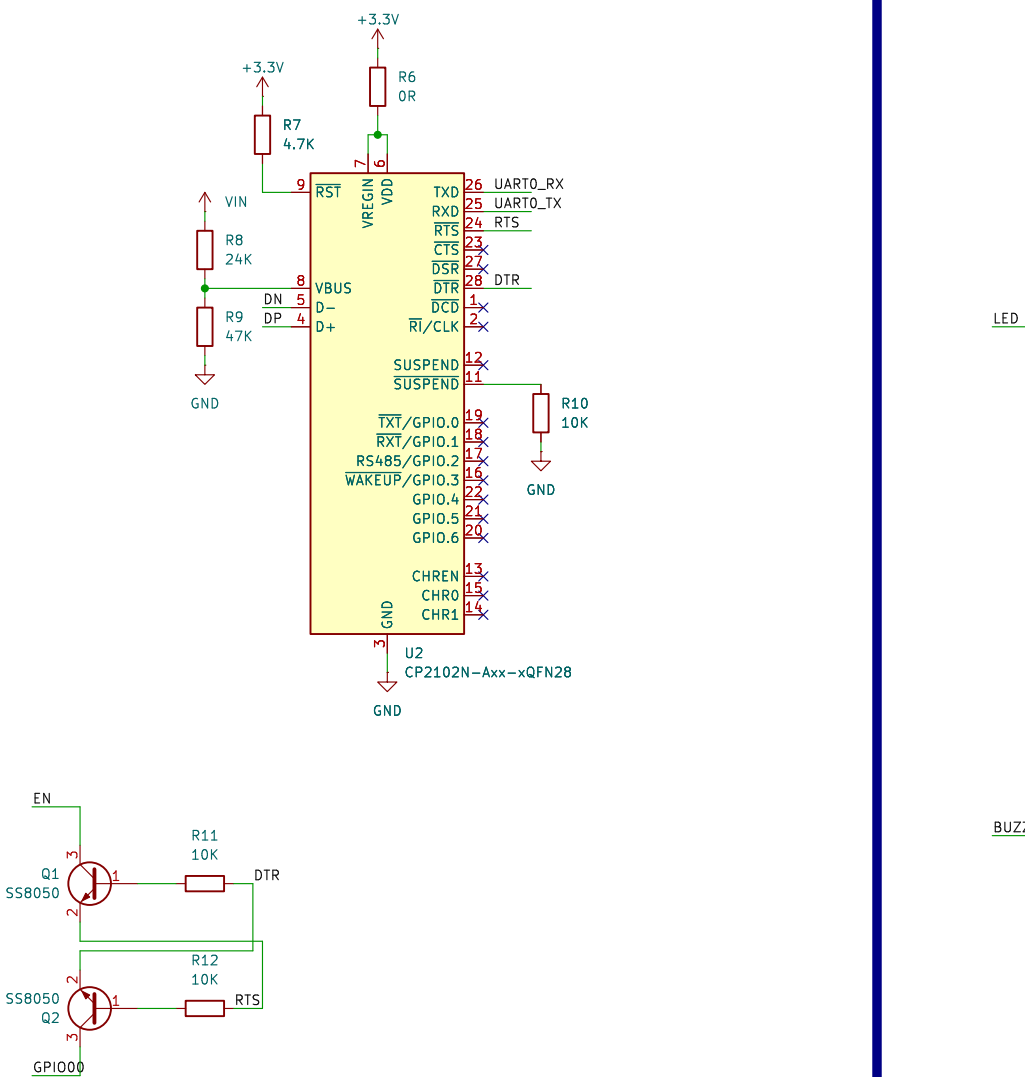 +3.3V
R6
0R
+3.3V
R7
4.7K
7
6
9
RST
VREGIN
VDD
TXD
26
UART0_RX
RXD
25
UART0_TX
RTS
24
RTS
CTS
23
DSR
27
DTR
28
DTR
DCD
1
RI/CLK
2
VIN
R8
24K
8
VBUS
DN
5
D-
DP
4
D+
R9
47K
GND
SUSPEND
12
SUSPEND
11
R10
10K
GND
TXT/GPIO.0
19
RXT/GPIO.1
18
RS485/GPIO.2
17
WAKEUP/GPIO.3
16
GPIO.4
22
GPIO.5
21
GPIO.6
20
CHREN
13
CHR0
15
CHR1
14
GND
3
U2
CP2102N-Axx-xQFN28
GND
LED
EN
3
Q1
SS8050
1
2
R11
10K
DTR
R12
10K
RTS
2
SS8050
Q2
1
3
GPIO00
BUZZ